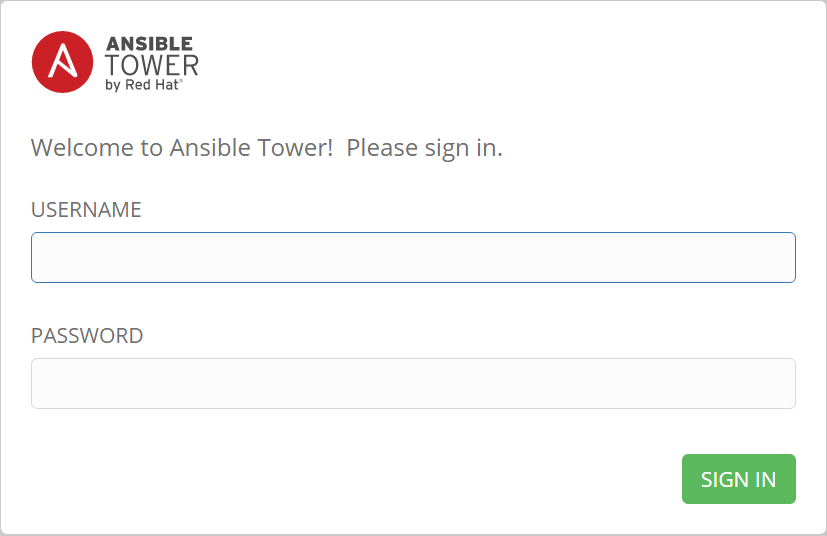 ANSIBLE
TOWER
by Red Hat®
Welcome to Ansible Tower!  Please sign in.
USERNAME
PASSWORD
SIGN IN